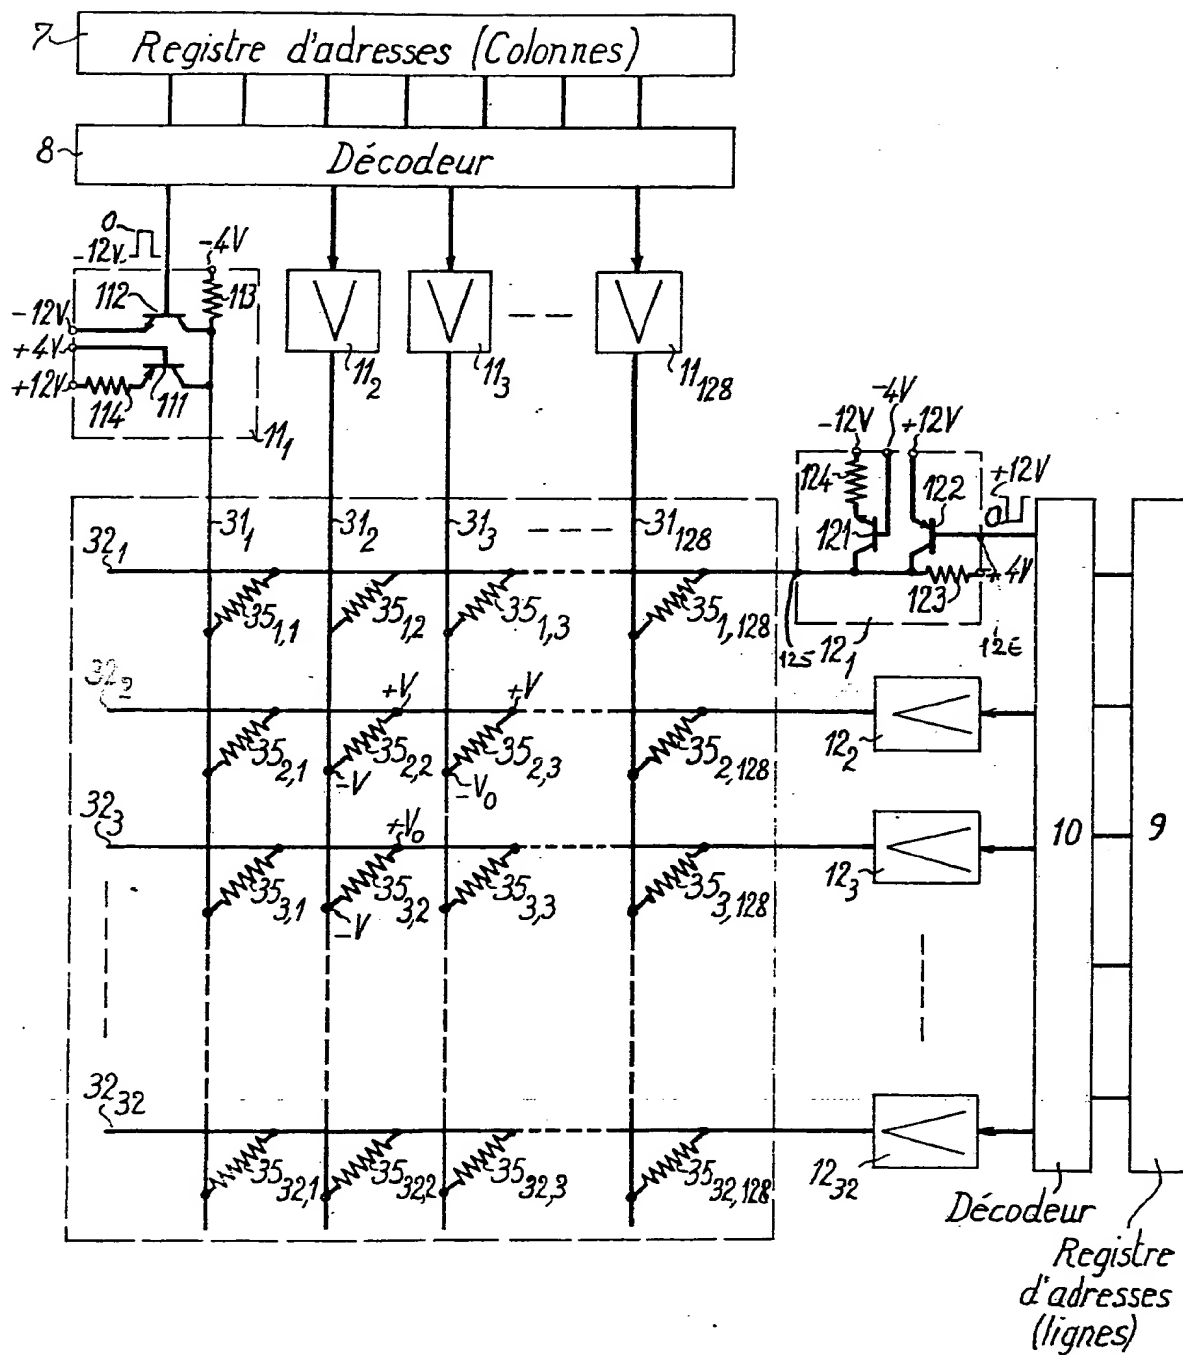 7 Registre d'adresses (Colonnes)
8 Décodeur
0
-12V
-4V
112
113
-12V
+4V
+12V
114
111
11₁
11₂
11₃
11₁₂₈
-12V
-4V
+12V
124
122
+12V
0
121
123
+4V
12S
12₁
12E
31₁
31₂
31₃
31₁₂₈
32₁
35₁,₁
35₁,₂
35₁,₃
35₁,₁₂₈
32₂
+V
+V
35₂,₁
35₂,₂
35₂,₃
35₂,₁₂₈
-V
-V₀
12₂
32₃
+V₀
35₃,₁
35₃,₂
35₃,₃
35₃,₁₂₈
-V
12₃
10
9
32₃₂
35₃₂,₁
35₃₂,₂
35₃₂,₃
35₃₂,₁₂₈
12₃₂
Décodeur
Registre
d'adresses
(lignes)